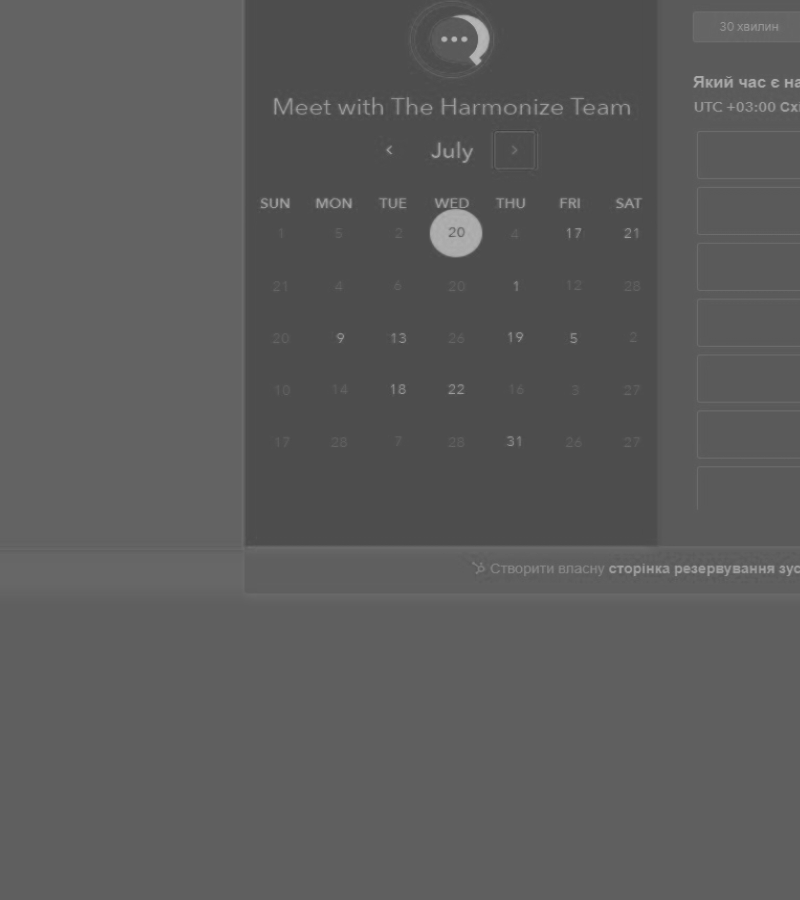 Meet with The Harmonize Team
July
SUN MON TUE WED THU FRI SAT
1 5 2 20 4 17 21
21 4 6 20 1 12 28
20 9 13 26 19 5 2
10 14 18 22 16 3 27
17 28 7 28 31 26 27
30 хвилин
Який час є на
UTC +03:00 Схі
Створити власну сторінка резервування зус